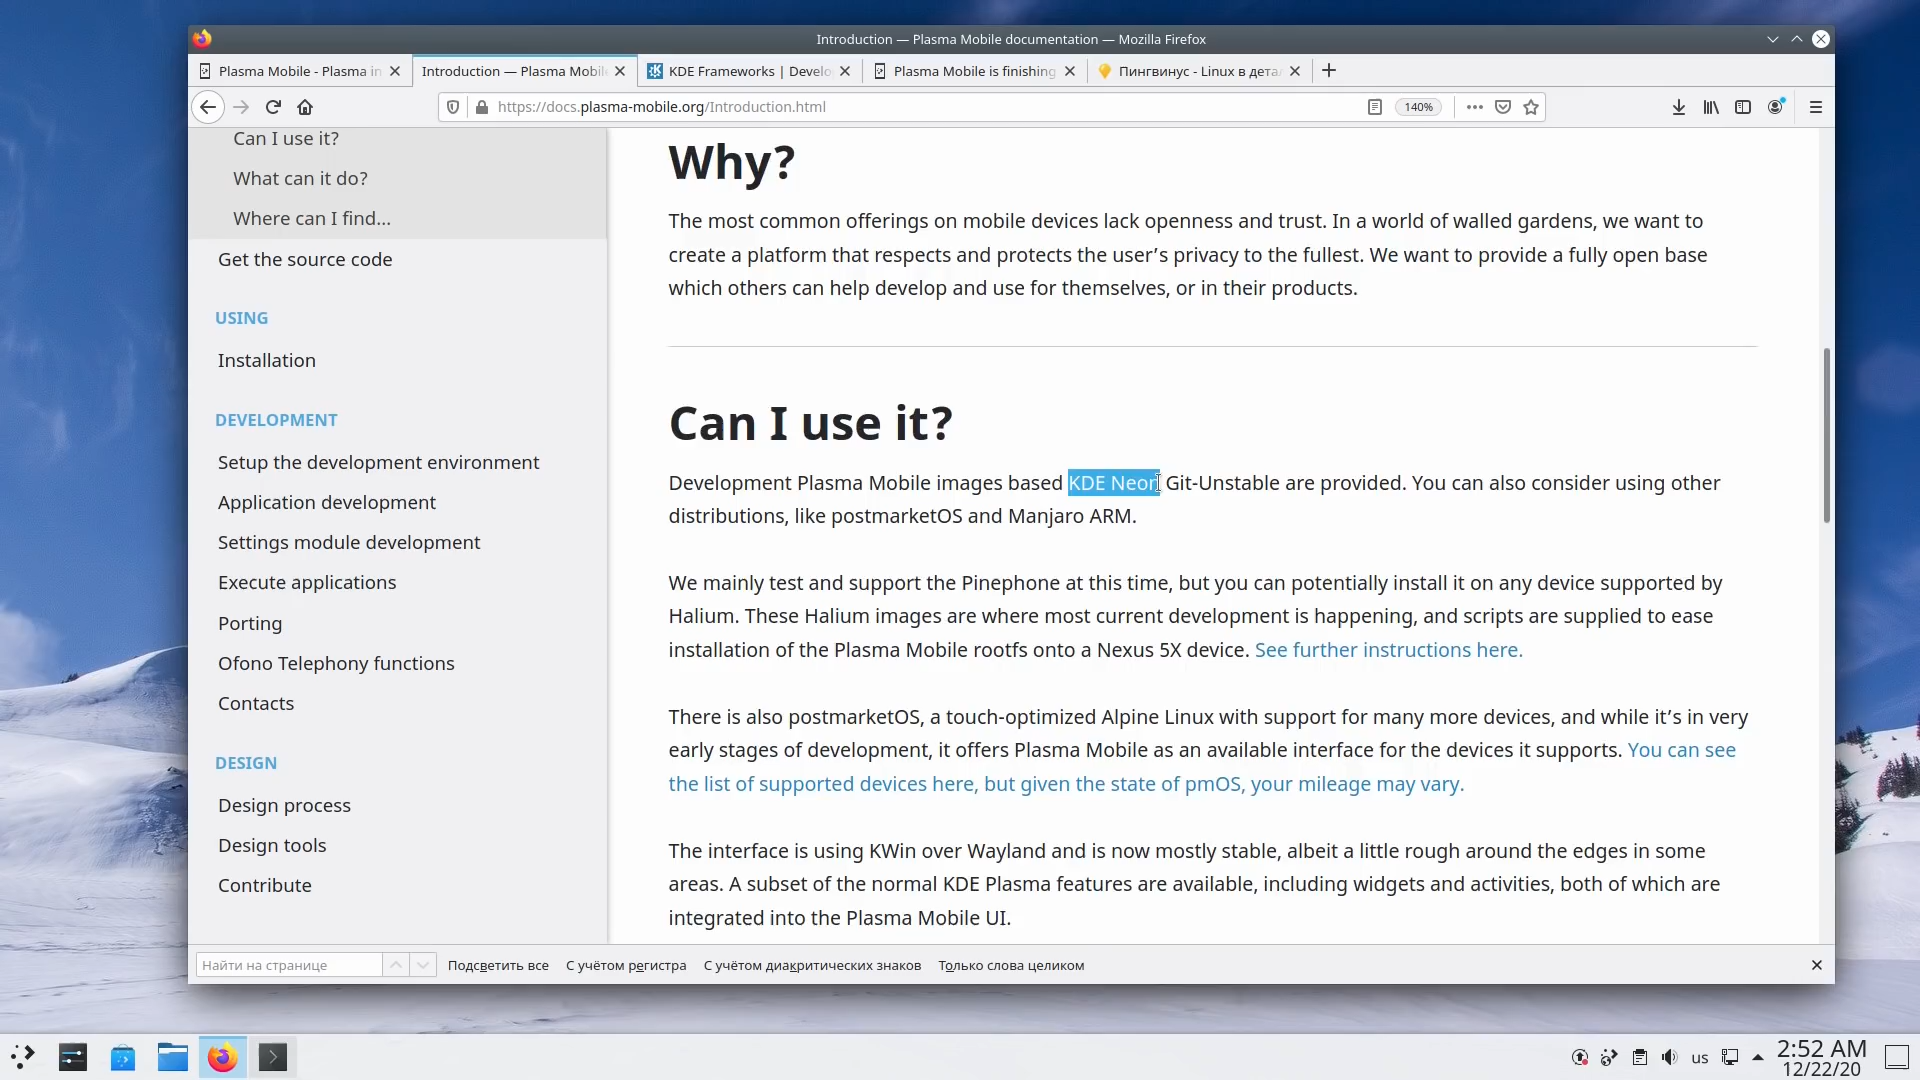 Introduction — Plasma Mobile documentation — Mozilla Firefox
Plasma Mobile - Plasma in
Introduction — Plasma Mobile
KDE Frameworks | Develo
Plasma Mobile is finishing
Пингвинус - Linux в дета
https://docs.plasma-mobile.org/Introduction.html
140%
Can I use it?
What can it do?
Where can I find...
Get the source code
USING
Installation
DEVELOPMENT
Setup the development environment
Application development
Settings module development
Execute applications
Porting
Ofono Telephony functions
Contacts
DESIGN
Design process
Design tools
Contribute
Why?
The most common offerings on mobile devices lack openness and trust. In a world of walled gardens, we want to
create a platform that respects and protects the user’s privacy to the fullest. We want to provide a fully open base
which others can help develop and use for themselves, or in their products.
Can I use it?
Development Plasma Mobile images based KDE Neon Git-Unstable are provided. You can also consider using other
distributions, like postmarketOS and Manjaro ARM.
We mainly test and support the Pinephone at this time, but you can potentially install it on any device supported by
Halium. These Halium images are where most current development is happening, and scripts are supplied to ease
installation of the Plasma Mobile rootfs onto a Nexus 5X device. See further instructions here.
There is also postmarketOS, a touch-optimized Alpine Linux with support for many more devices, and while it’s in very
early stages of development, it offers Plasma Mobile as an available interface for the devices it supports. You can see
the list of supported devices here, but given the state of pmOS, your mileage may vary.
The interface is using KWin over Wayland and is now mostly stable, albeit a little rough around the edges in some
areas. A subset of the normal KDE Plasma features are available, including widgets and activities, both of which are
integrated into the Plasma Mobile UI.
Найти на странице
Подсветить все
С учётом регистра
С учётом диакритических знаков
Только слова целиком
us
2:52 AM
12/22/20